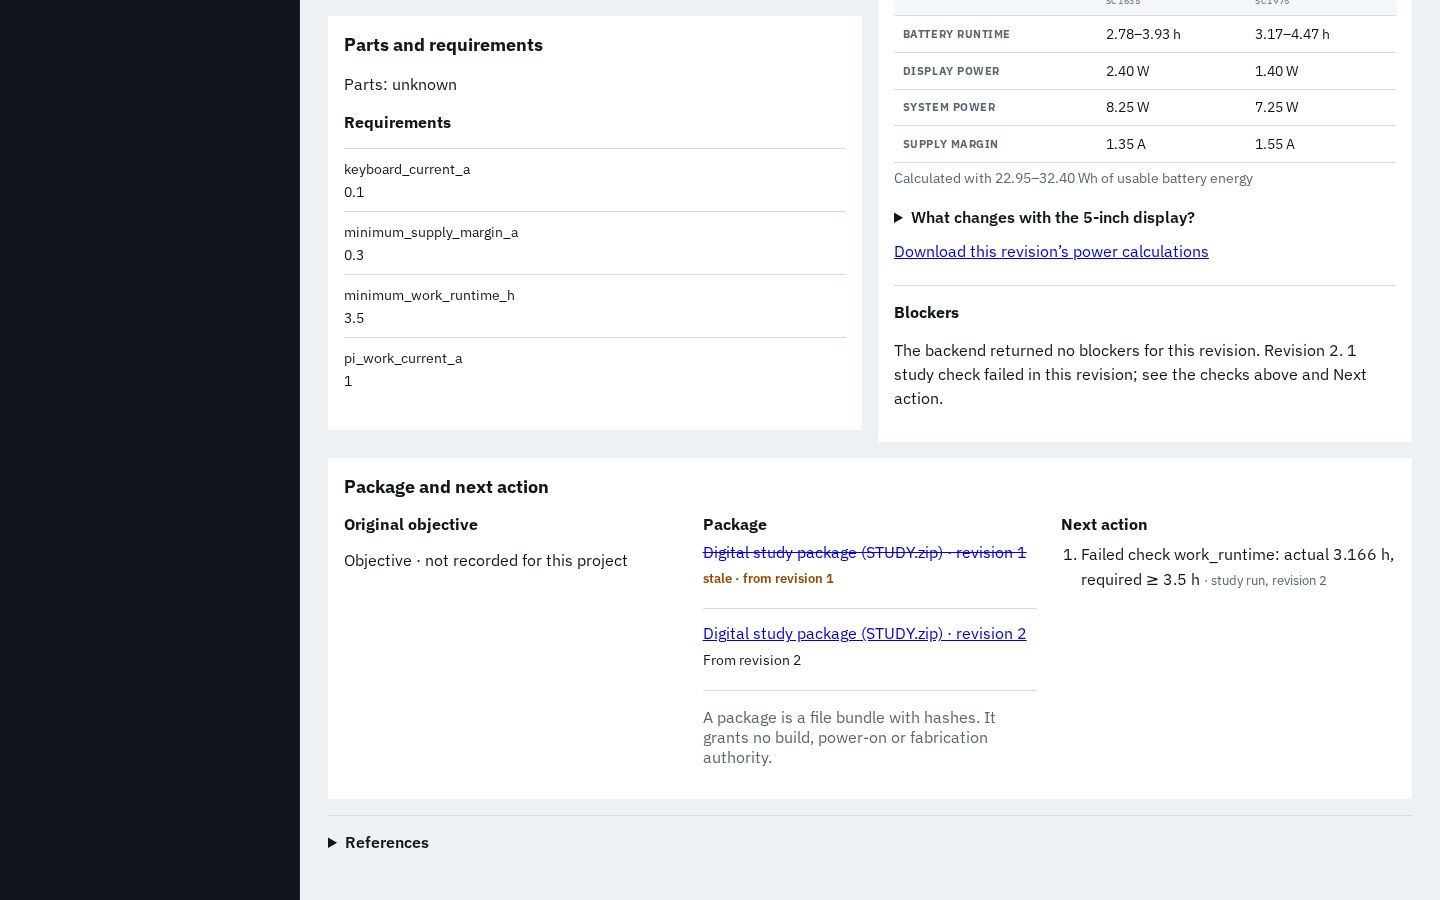 Parts and requirements
Parts: unknown
Requirements
keyboard_current_a
0.1
minimum_supply_margin_a
0.3
minimum_work_runtime_h
3.5
pi_work_current_a
1
SC1635 SC1975
BATTERY RUNTIME 2.78–3.93 h 3.17–4.47 h
DISPLAY POWER 2.40 W 1.40 W
SYSTEM POWER 8.25 W 7.25 W
SUPPLY MARGIN 1.35 A 1.55 A
Calculated with 22.95–32.40 Wh of usable battery energy
▶ What changes with the 5-inch display?
Download this revision’s power calculations
Blockers
The backend returned no blockers for this revision. Revision 2. 1
study check failed in this revision; see the checks above and Next
action.
Package and next action
Original objective
Objective · not recorded for this project
Package
Digital study package (STUDY.zip) · revision 1
stale · from revision 1
Digital study package (STUDY.zip) · revision 2
From revision 2
A package is a file bundle with hashes. It
grants no build, power-on or fabrication
authority.
Next action
1. Failed check work_runtime: actual 3.166 h,
required ≥ 3.5 h · study run, revision 2
▶ References